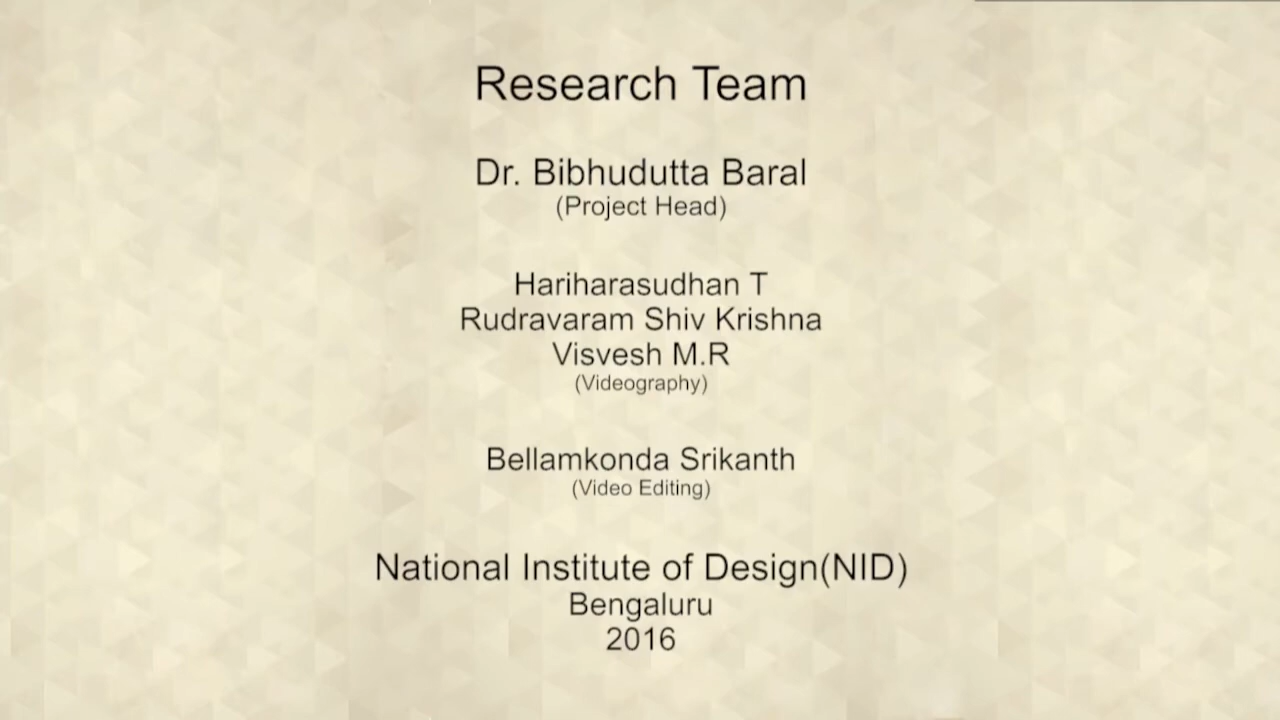 Research Team
Dr. Bibhudutta Baral
(Project Head)
Hariharasudhan T
Rudravaram Shiv Krishna
Visvesh M.R
(Videography)
Bellamkonda Srikanth
(Video Editing)
National Institute of Design(NID)
Bengaluru
2016